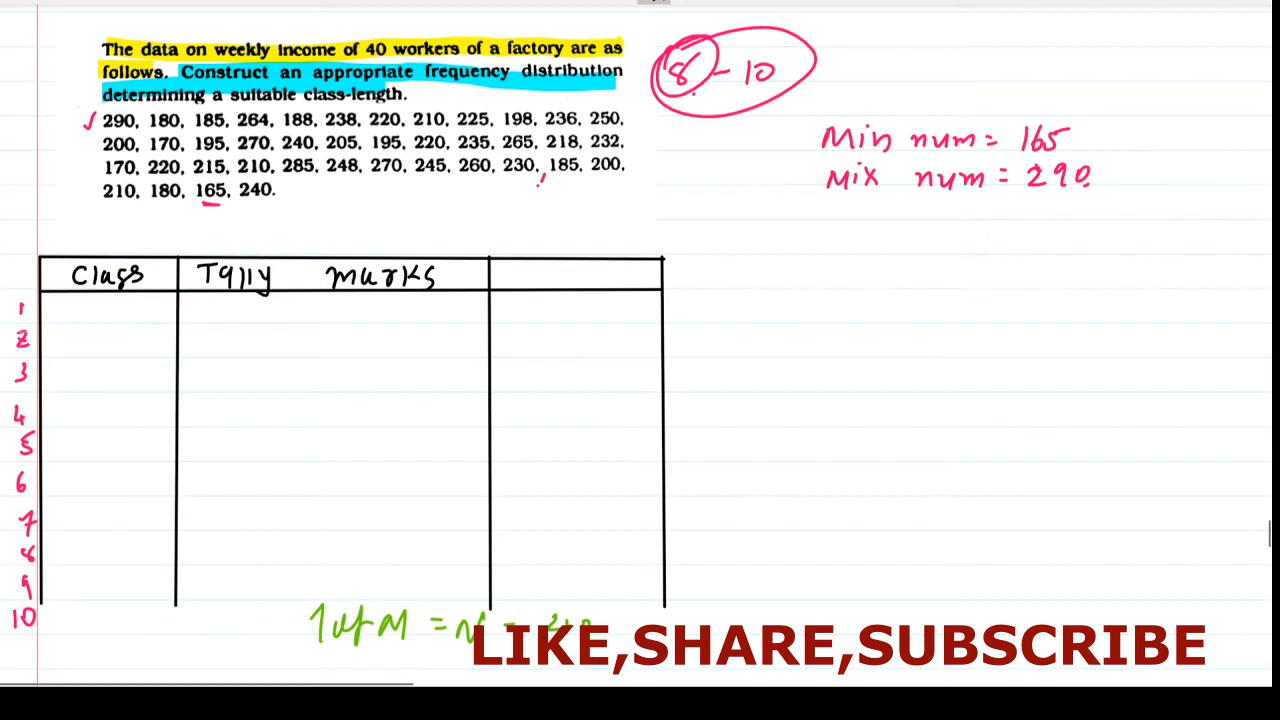 The data on weekly income of 40 workers of a factory are as
follows. Construct an appropriate frequency distribution
determining a suitable class-length.
290, 180, 185, 264, 188, 238, 220, 210, 225, 198, 236, 250,
200, 170, 195, 270, 240, 205, 195, 220, 235, 265, 218, 232,
170, 220, 215, 210, 285, 248, 270, 245, 260, 230, 185, 200,
210, 180, 165, 240.
8 - 10
Min num = 165
Mix num = 290
Class Tally marks
1
2
3
4
5
6
7
8
9
10
= N =
LIKE,SHARE,SUBSCRIBE